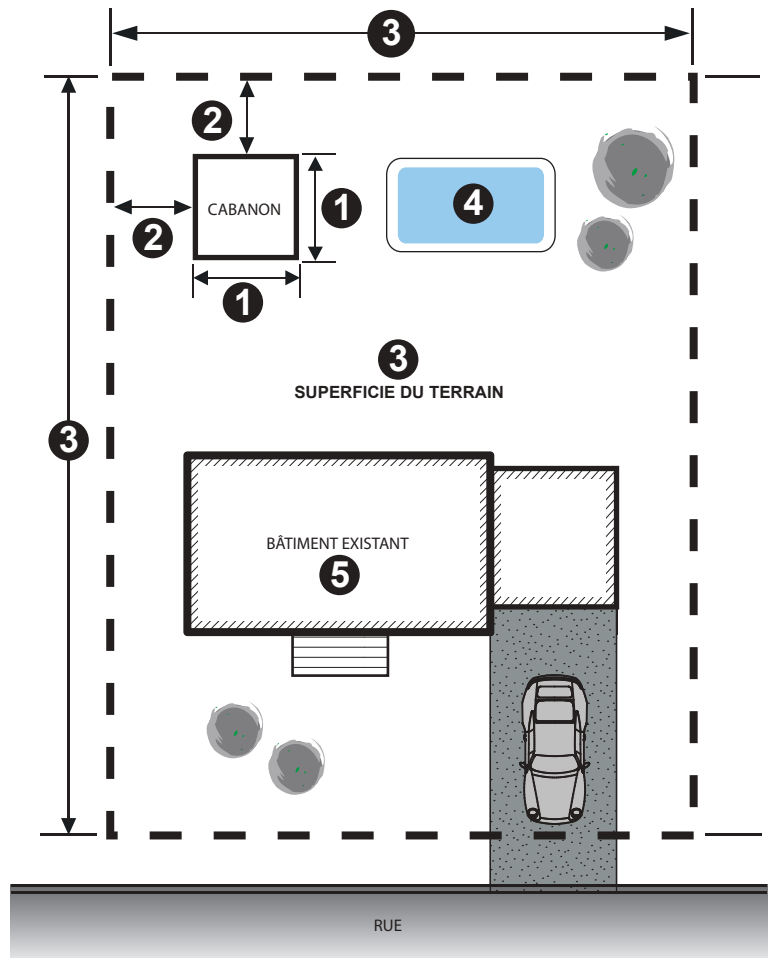 3
2
CABANON
1
4
2
1
3
SUPERFICIE DU TERRAIN
3
BÂTIMENT EXISTANT
5
RUE